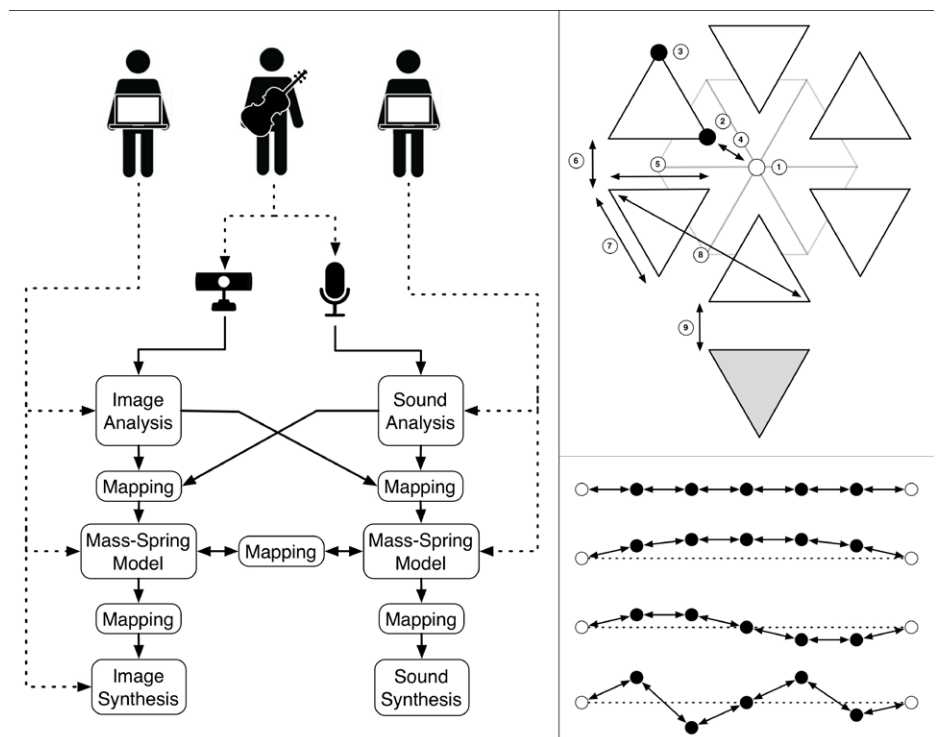 Image
Analysis
Sound
Analysis
Mapping
Mapping
Mass-Spring
Model
Mapping
Mass-Spring
Model
Mapping
Mapping
Image
Synthesis
Sound
Synthesis
3
2
4
1
6
5
7
8
9